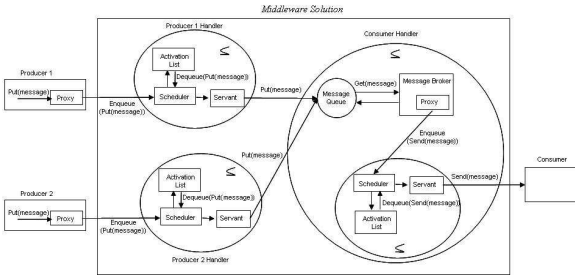 Middleware Solution
Producer 1 Handler
Consumer Handler
Activation
List
Producer 1
Dequeue(Put(message))
Put(message)
Proxy
Enqueue
(Put(message))
Scheduler
Servant
Put(message)
Message
Queue
Get(message)
Message Broker
Proxy
Enqueue
(Send(message))
Put(message)
Consumer
Producer 2
Activation
List
Dequeue(Put(message))
Put(message)
Proxy
Enqueue
(Put(message))
Scheduler
Servant
Producer 2 Handler
Scheduler
Servant
Send(message)
Dequeue(Send(message))
Activation
List